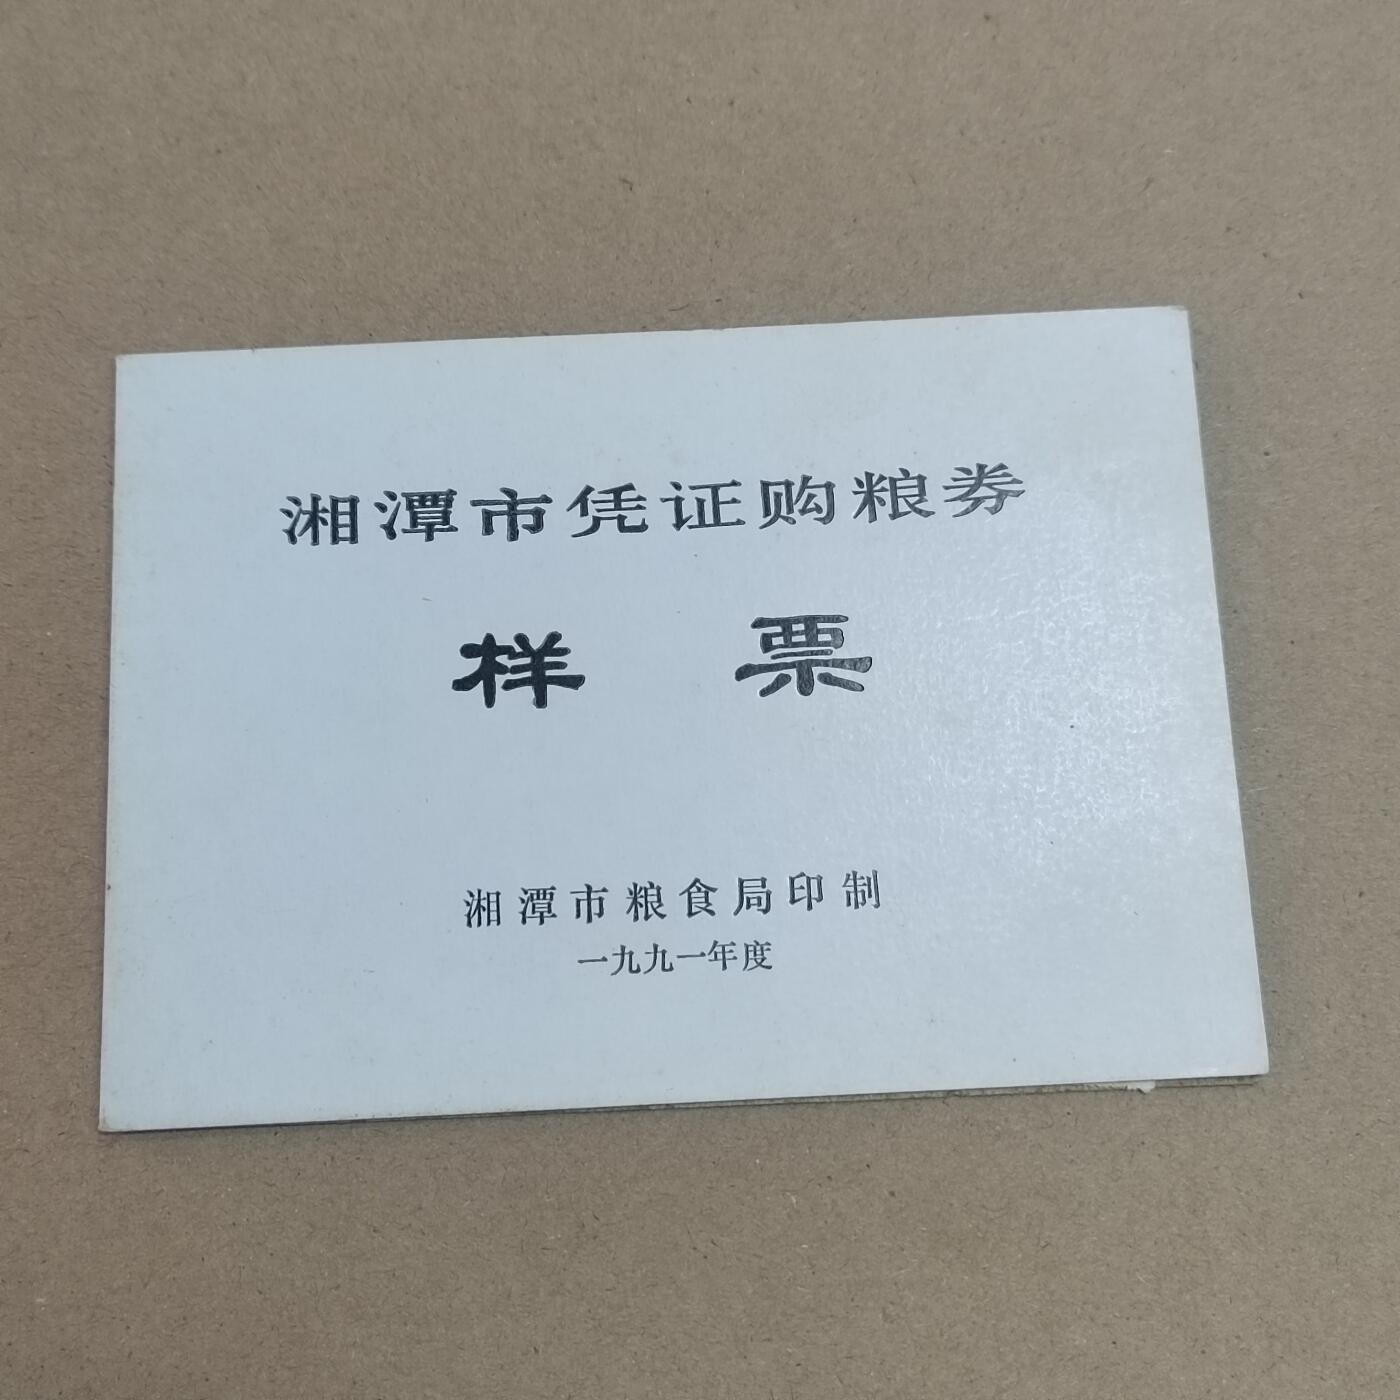 湘潭市凭证购粮券
样票
湘潭市粮食局印制
一九九一年度